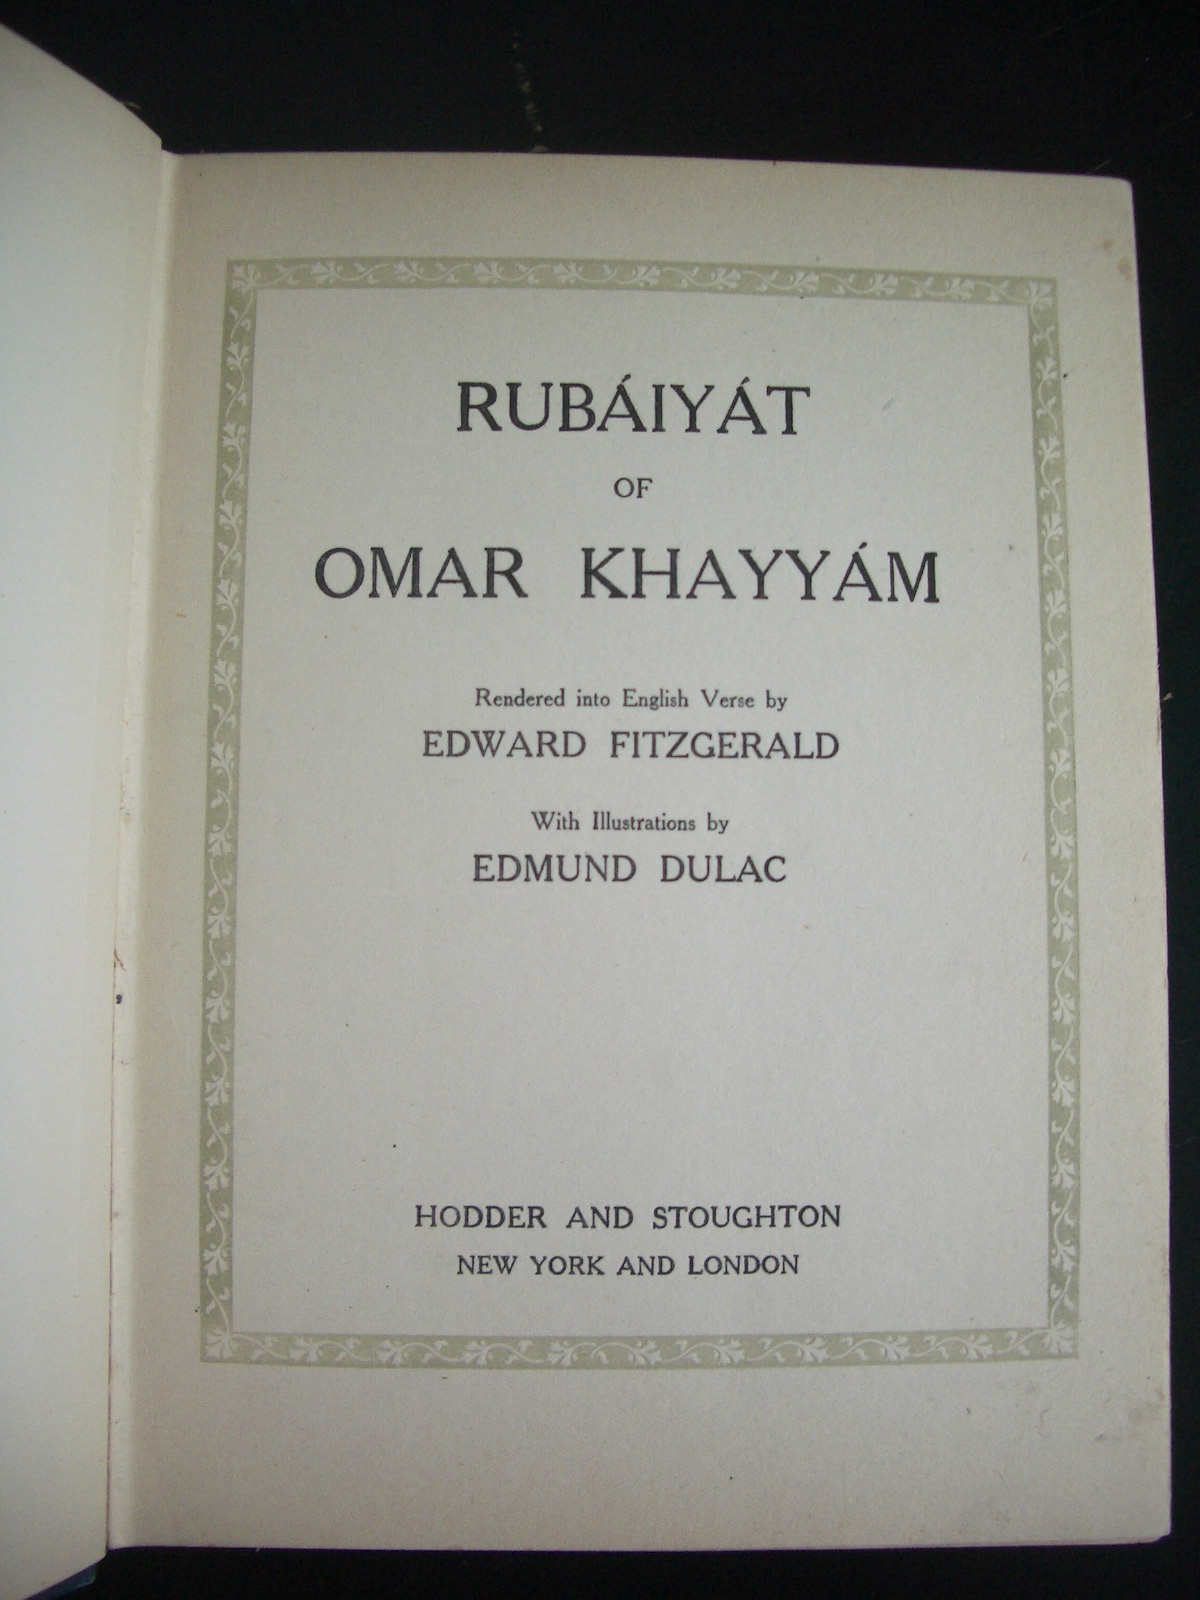 RUBÁIYÁT
OF
OMAR KHAYYÁM
Rendered into English Verse by
EDWARD FITZGERALD
With Illustrations by
EDMUND DULAC
HODDER AND STOUGHTON
NEW YORK AND LONDON